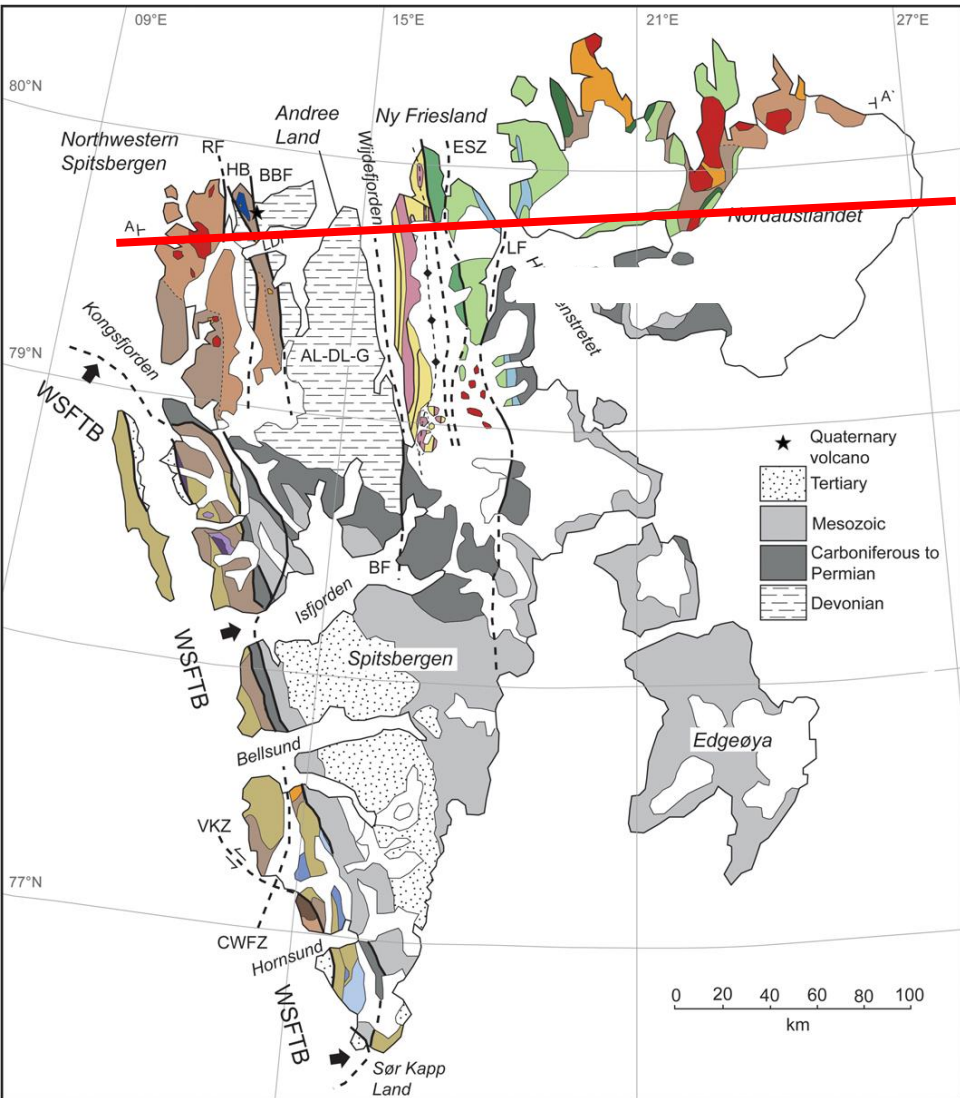 09°E
15°E
21°E
27°E
80°N
Northwestern
Spitsbergen
Andree
Land
Ny Friesland
Wijdefjorden
RF
HB
BBF
ESZ
A`
A
Nordaustlandet
LF
79°N
Kongsfjorden
AL-DL-G
WSFTB
Quaternary
volcano
Tertiary
Mesozoic
Carboniferous to
Permian
Devonian
BF
Isfjorden
WSFTB
Spitsbergen
Edgeøya
Bellsund
VKZ
77°N
CWFZ
Hornsund
WSFTB
0 20 40 60 80 100
km
Sør Kapp
Land